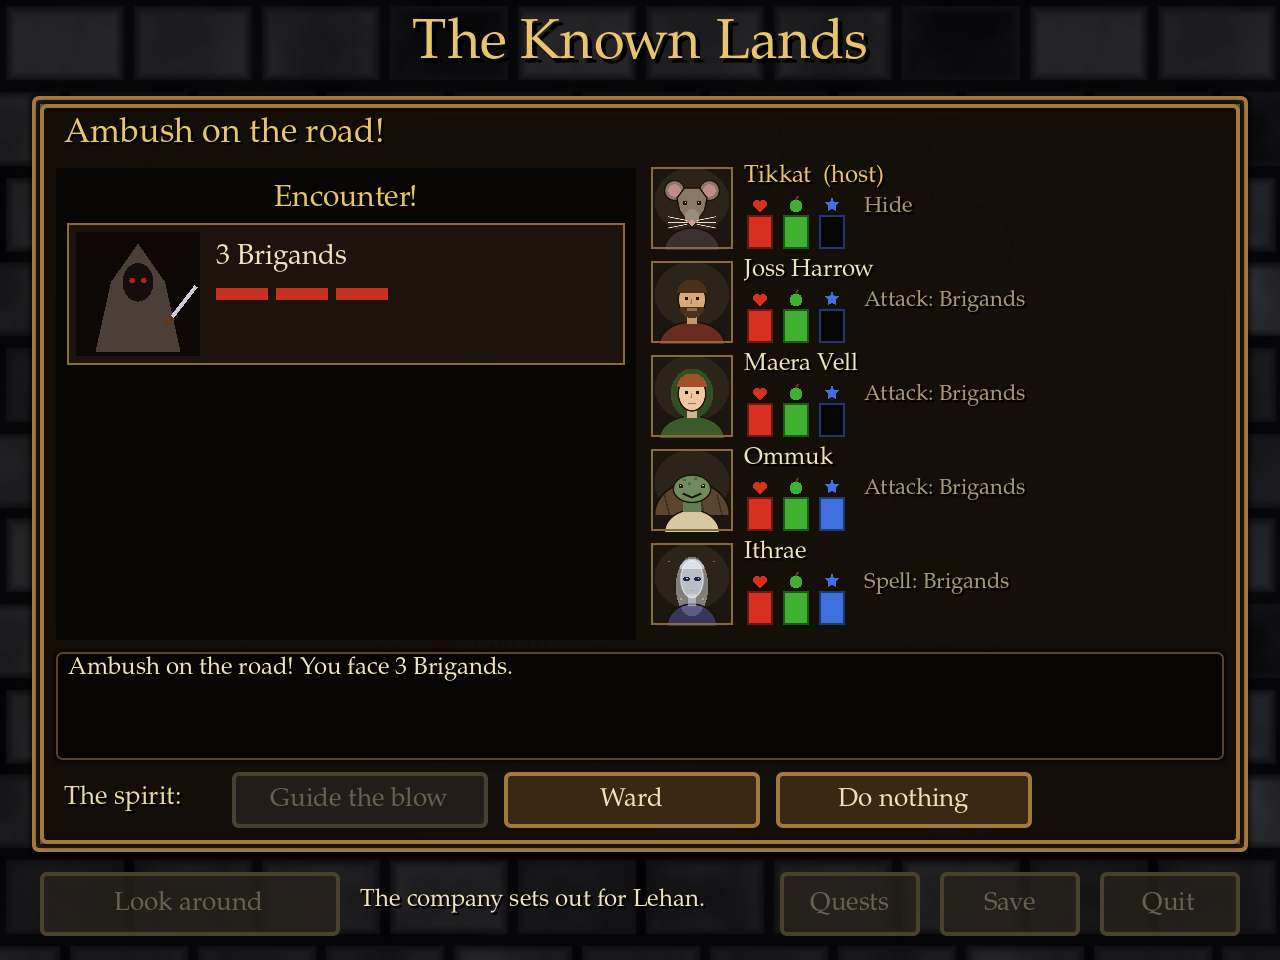 The Known Lands
Ambush on the road!
Encounter!
3 Brigands
Tikkat (host)
Hide
Joss Harrow
Attack: Brigands
Maera Vell
Attack: Brigands
Ommuk
Attack: Brigands
Ithrae
Spell: Brigands
Ambush on the road! You face 3 Brigands.
The spirit:
Guide the blow
Ward
Do nothing
Look around
The company sets out for Lehan.
Quests
Save
Quit